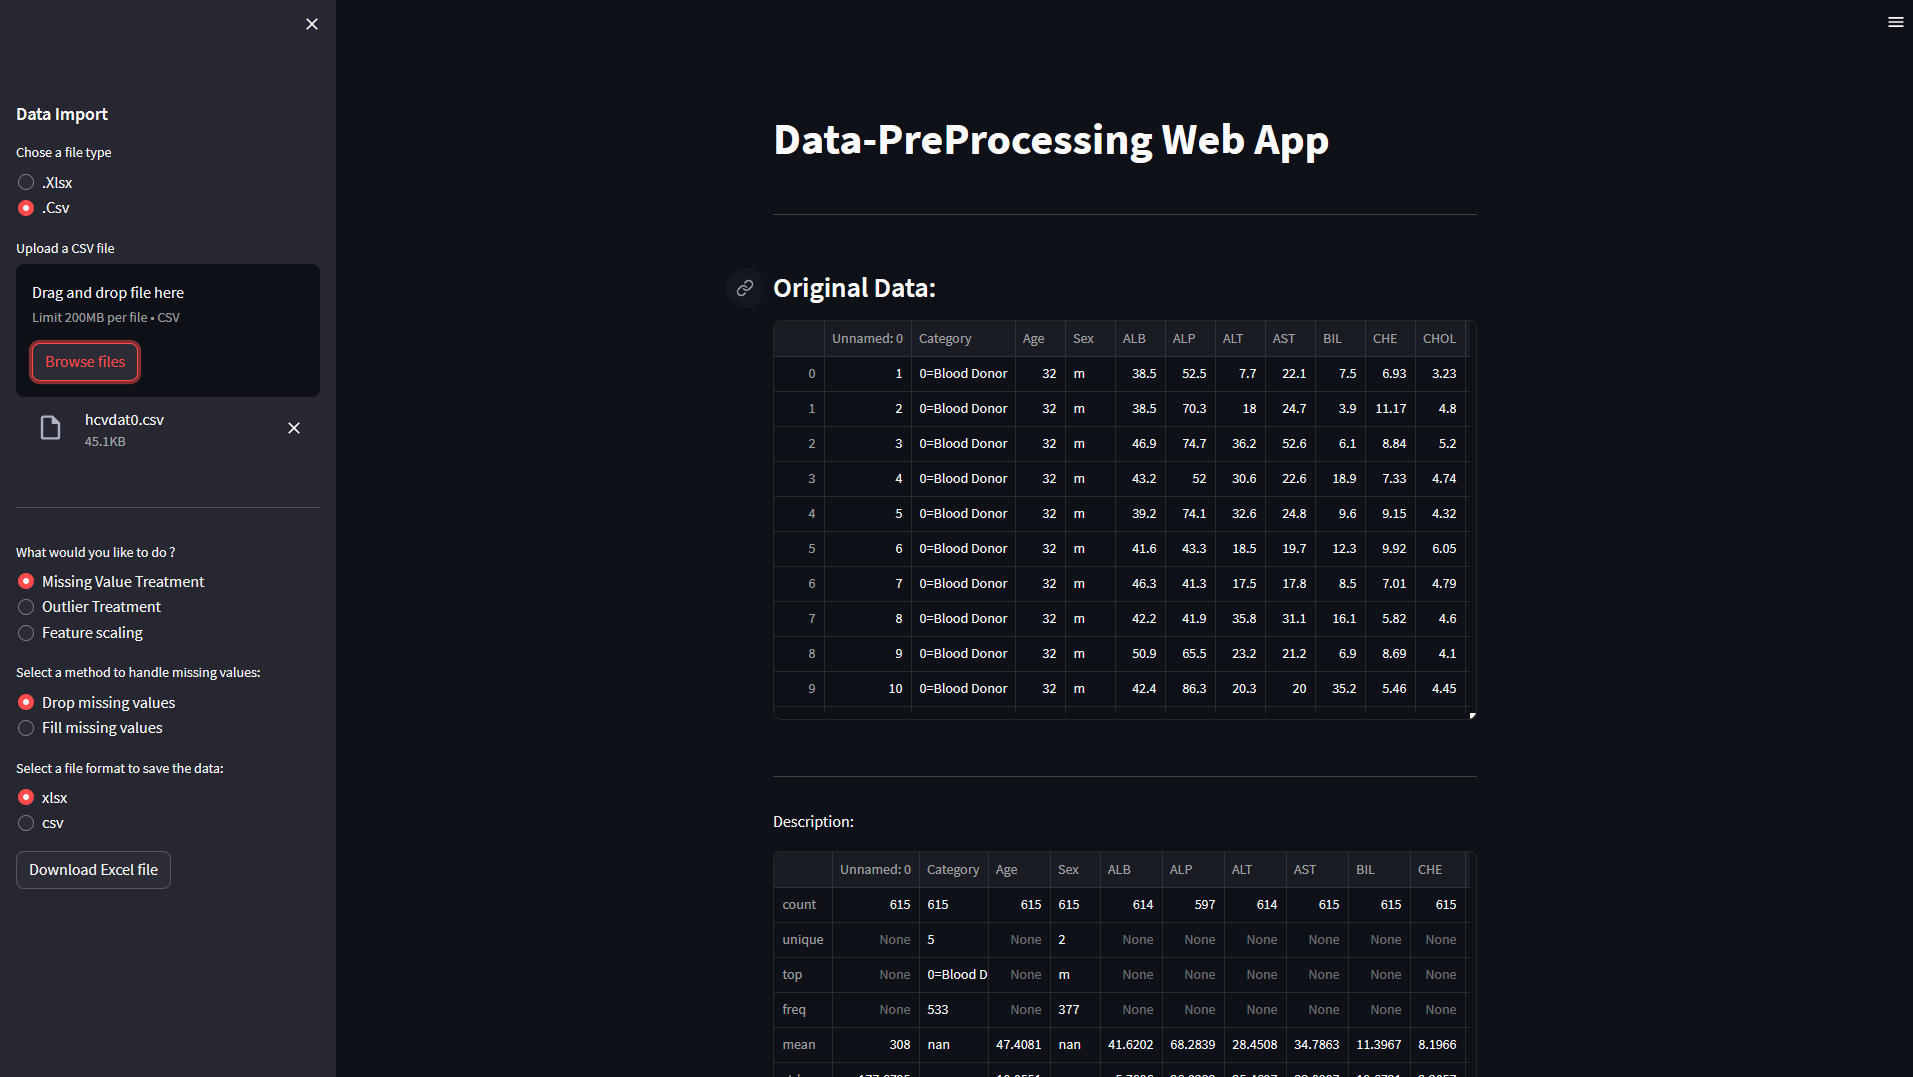 Data Import
Chose a file type
.Xlsx
.Csv
Upload a CSV file
Drag and drop file here
Limit 200MB per file • CSV
Browse files
hcvdat0.csv
45.1KB
What would you like to do ?
Missing Value Treatment
Outlier Treatment
Feature scaling
Select a method to handle missing values:
Drop missing values
Fill missing values
Select a file format to save the data:
xlsx
csv
Download Excel file
Data-PreProcessing Web App
Original Data:
Unnamed: 0 Category Age Sex ALB ALP ALT AST BIL CHE CHOL
0 1 0=Blood Donor 32 m 38.5 52.5 7.7 22.1 7.5 6.93 3.23
1 2 0=Blood Donor 32 m 38.5 70.3 18 24.7 3.9 11.17 4.8
2 3 0=Blood Donor 32 m 46.9 74.7 36.2 52.6 6.1 8.84 5.2
3 4 0=Blood Donor 32 m 43.2 52 30.6 22.6 18.9 7.33 4.74
4 5 0=Blood Donor 32 m 39.2 74.1 32.6 24.8 9.6 9.15 4.32
5 6 0=Blood Donor 32 m 41.6 43.3 18.5 19.7 12.3 9.92 6.05
6 7 0=Blood Donor 32 m 46.3 41.3 17.5 17.8 8.5 7.01 4.79
7 8 0=Blood Donor 32 m 42.2 41.9 35.8 31.1 16.1 5.82 4.6
8 9 0=Blood Donor 32 m 50.9 65.5 23.2 21.2 6.9 8.69 4.1
9 10 0=Blood Donor 32 m 42.4 86.3 20.3 20 35.2 5.46 4.45
Description:
Unnamed: 0 Category Age Sex ALB ALP ALT AST BIL CHE
count 615 615 615 615 614 597 614 615 615 615
unique None 5 None 2 None None None None None None
top None 0=Blood D None m None None None None None None
freq None 533 None 377 None None None None None None
mean 308 nan 47.4081 nan 41.6202 68.2839 28.4508 34.7863 11.3967 8.1966